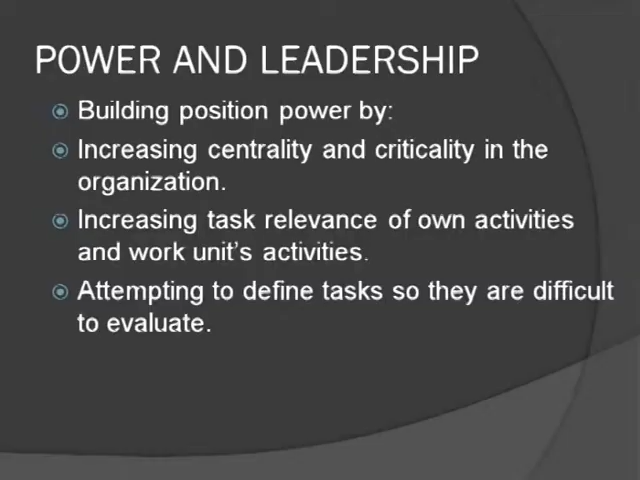 POWER AND LEADERSHIP
Building position power by:
Increasing centrality and criticality in the
organization.
Increasing task relevance of own activities
and work unit's activities.
Attempting to define tasks so they are difficult
to evaluate.